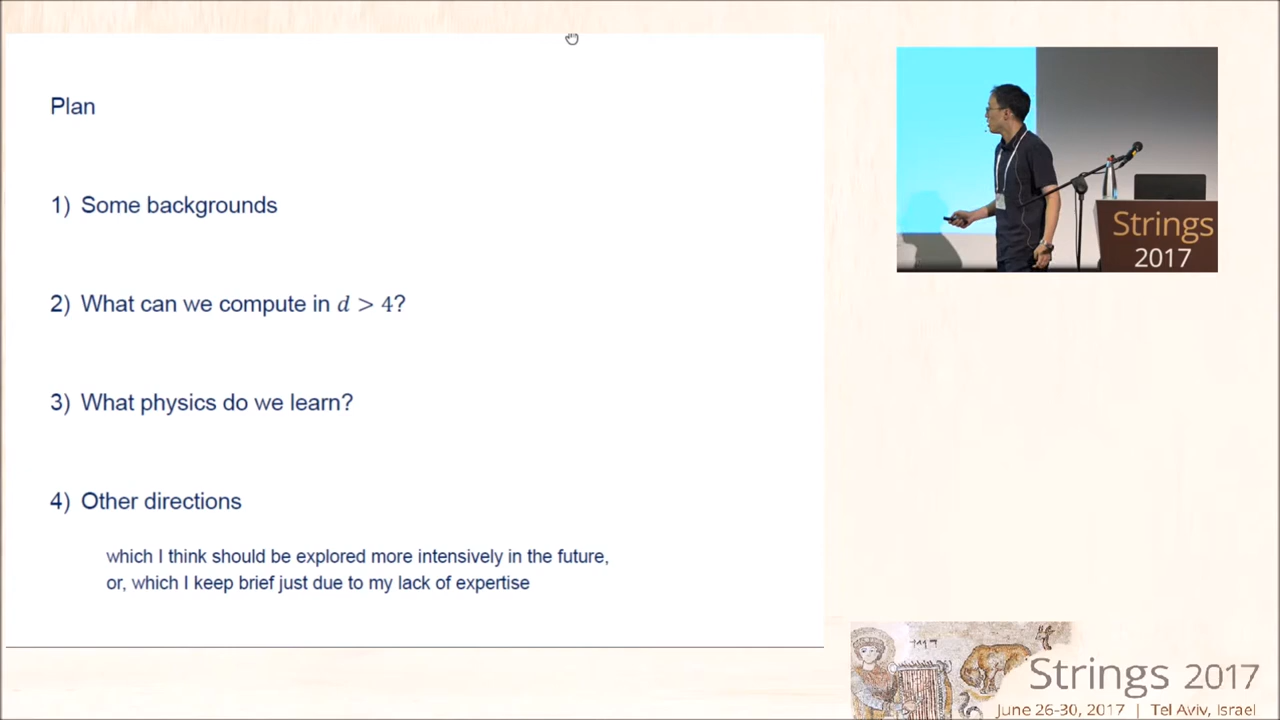 Plan
1) Some backgrounds
2) What can we compute in d > 4?
3) What physics do we learn?
4) Other directions
which I think should be explored more intensively in the future,
or, which I keep brief just due to my lack of expertise
Strings
2017
Strings 2017
June 26-30, 2017 | Tel Aviv, Israel